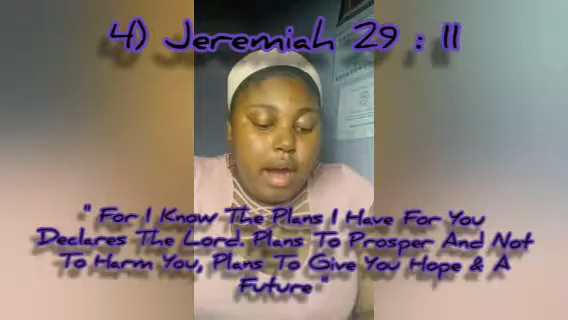 4) Jeremiah 29 : 11
" For I Know The Plans I Have For You
Declares The Lord. Plans To Prosper And Not
To Harm You, Plans To Give You Hope & A
Future "